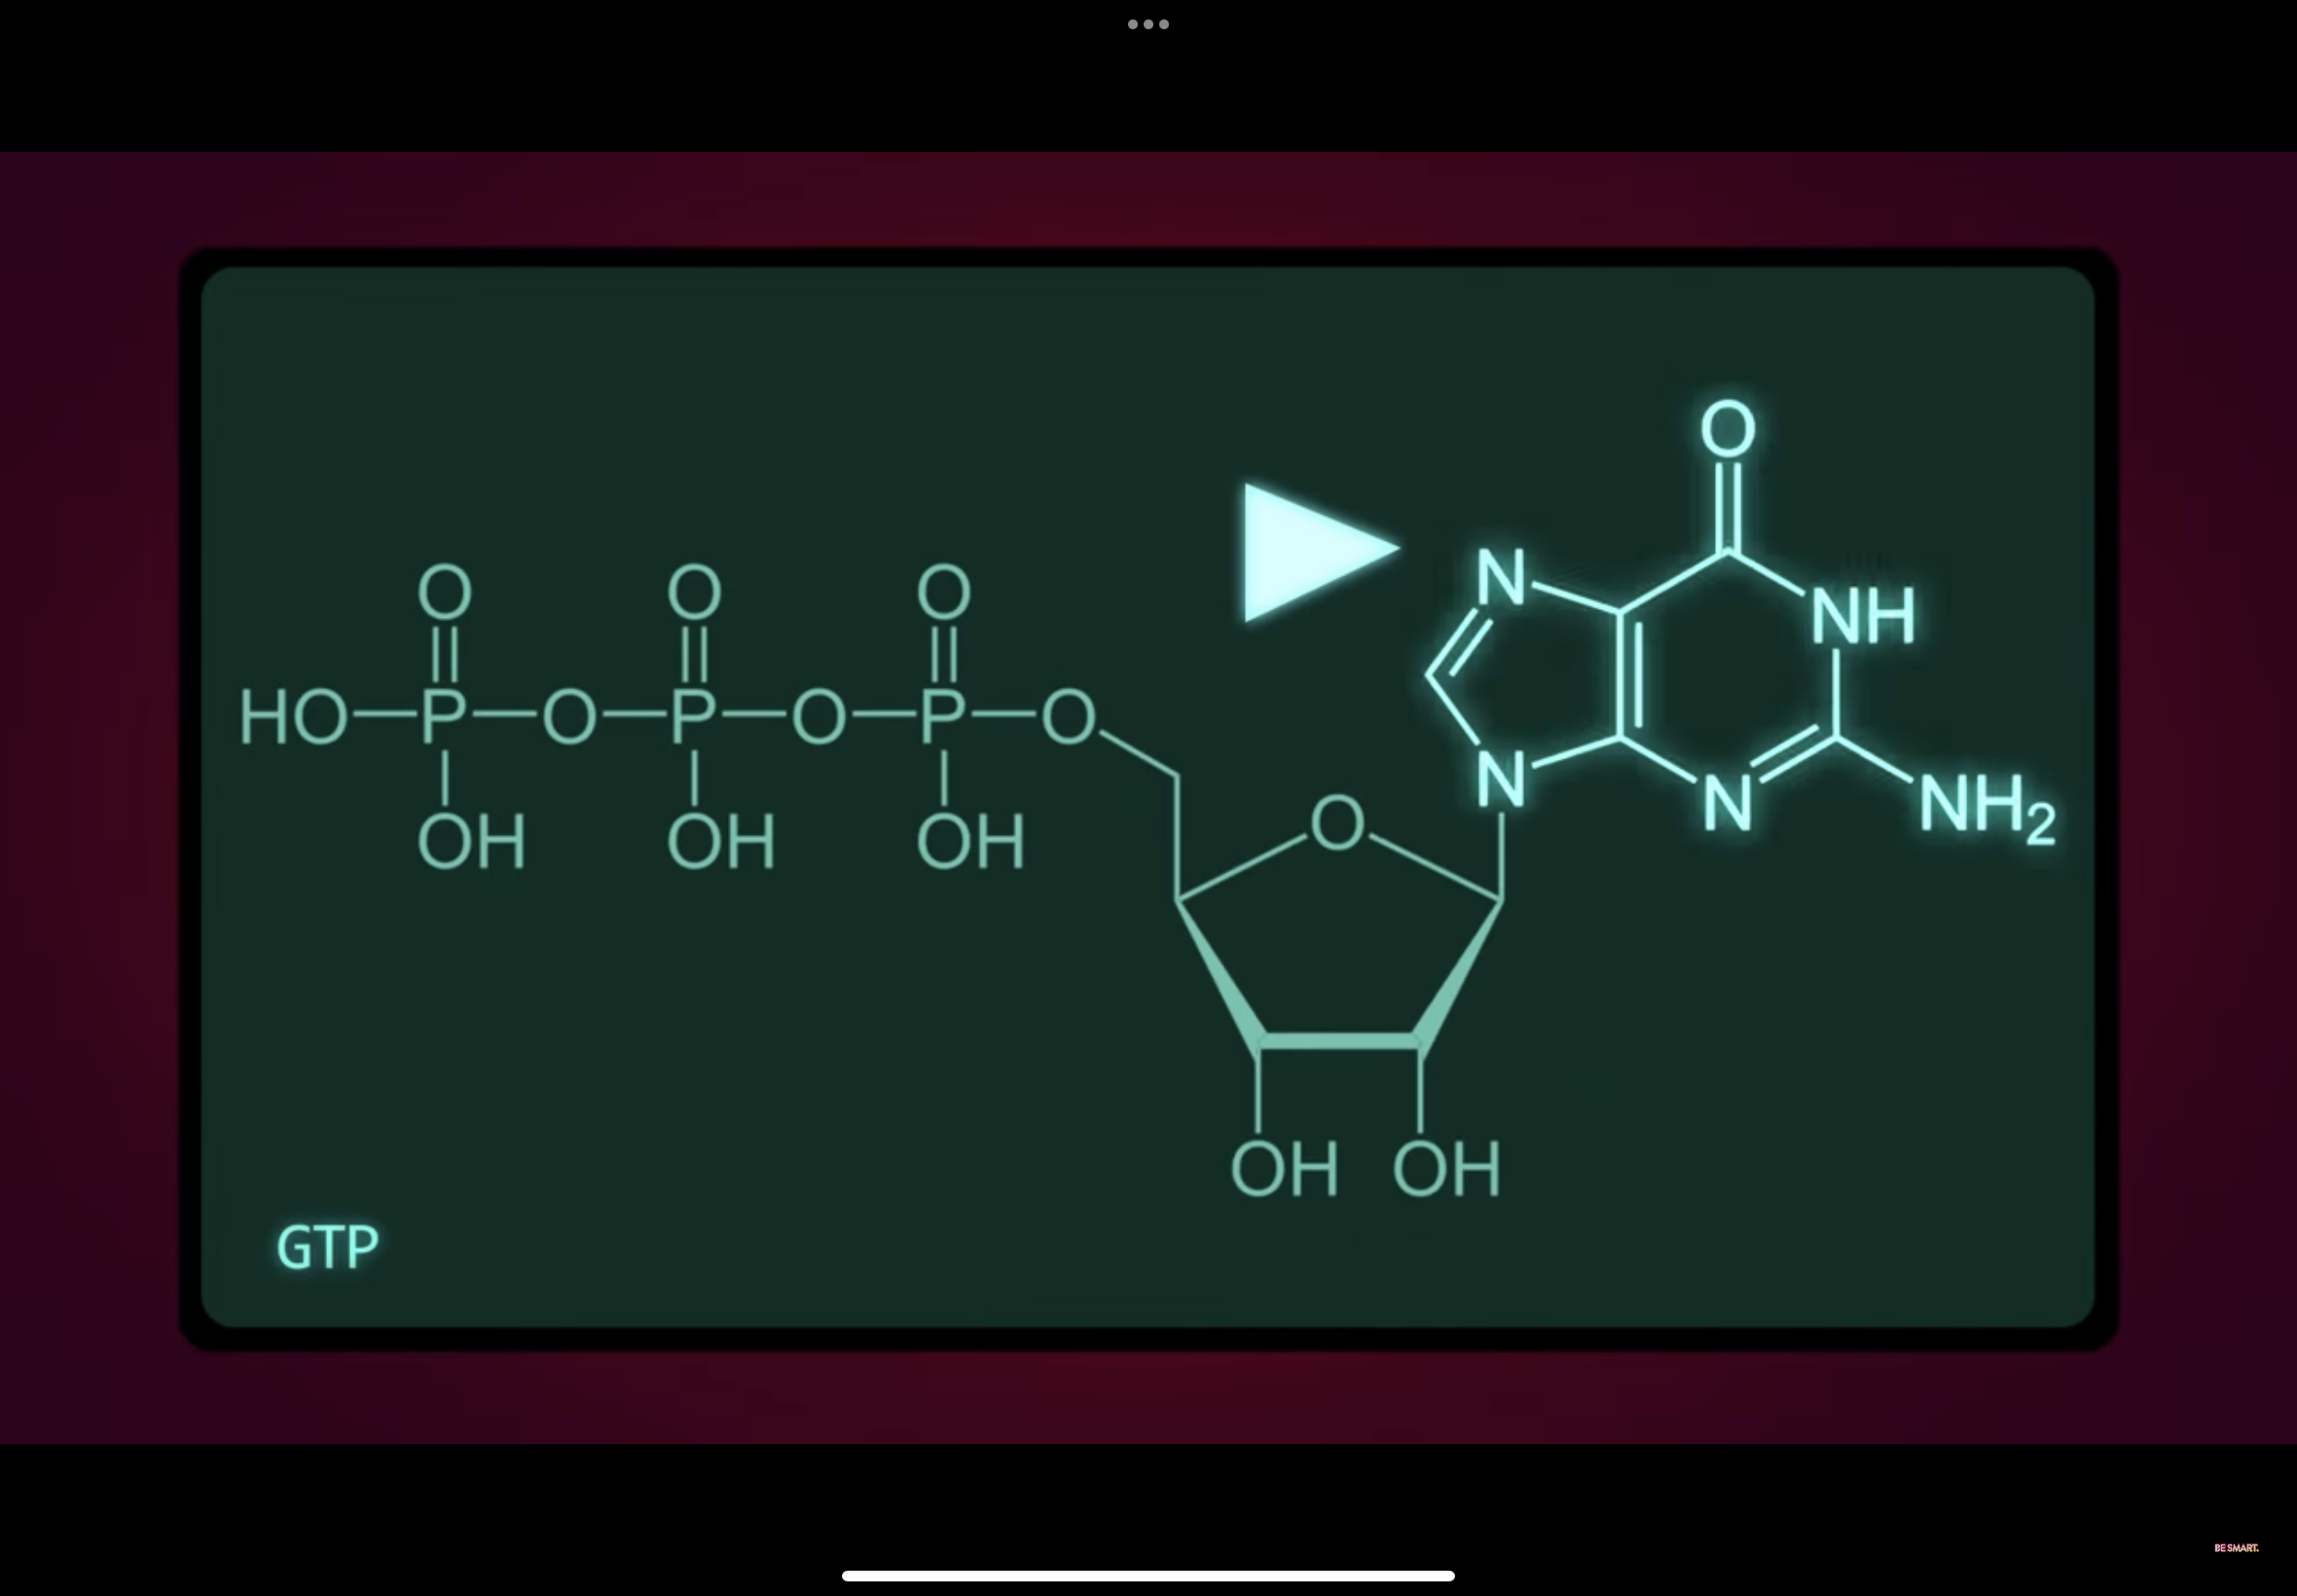 O
N
NH
O O O
HO P O P O P O
N N NH2
O
OH OH OH
OH OH
GTP
BE SMART.